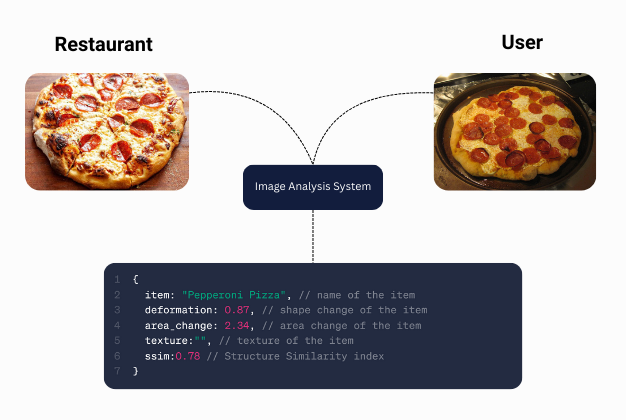 Restaurant
User
Image Analysis System
1 {
2 item: "Pepperoni Pizza", // name of the item
3 deformation: 0.87, // shape change of the item
4 area_change: 2.34, // area change of the item
5 texture:"", // texture of the item
6 ssim:0.78 // Structure Similarity index
7 }